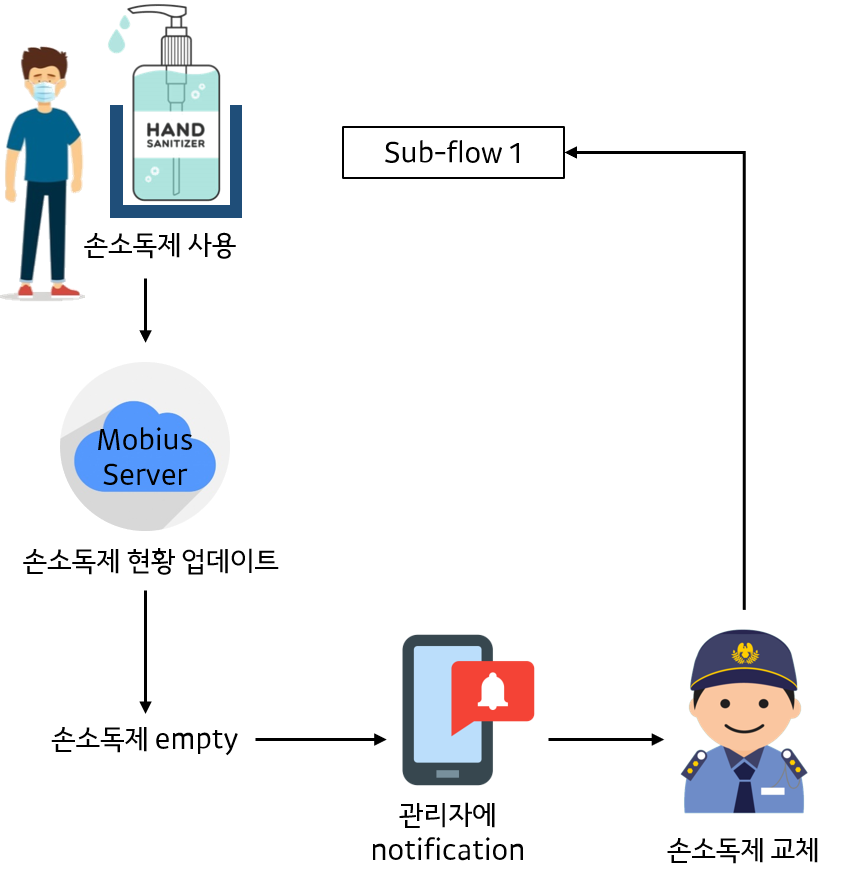 HAND
SANITIZER
손소독제 사용
Sub-flow 1
Mobius
Server
손소독제 현황 업데이트
손소독제 empty
관리자에
notification
손소독제 교체